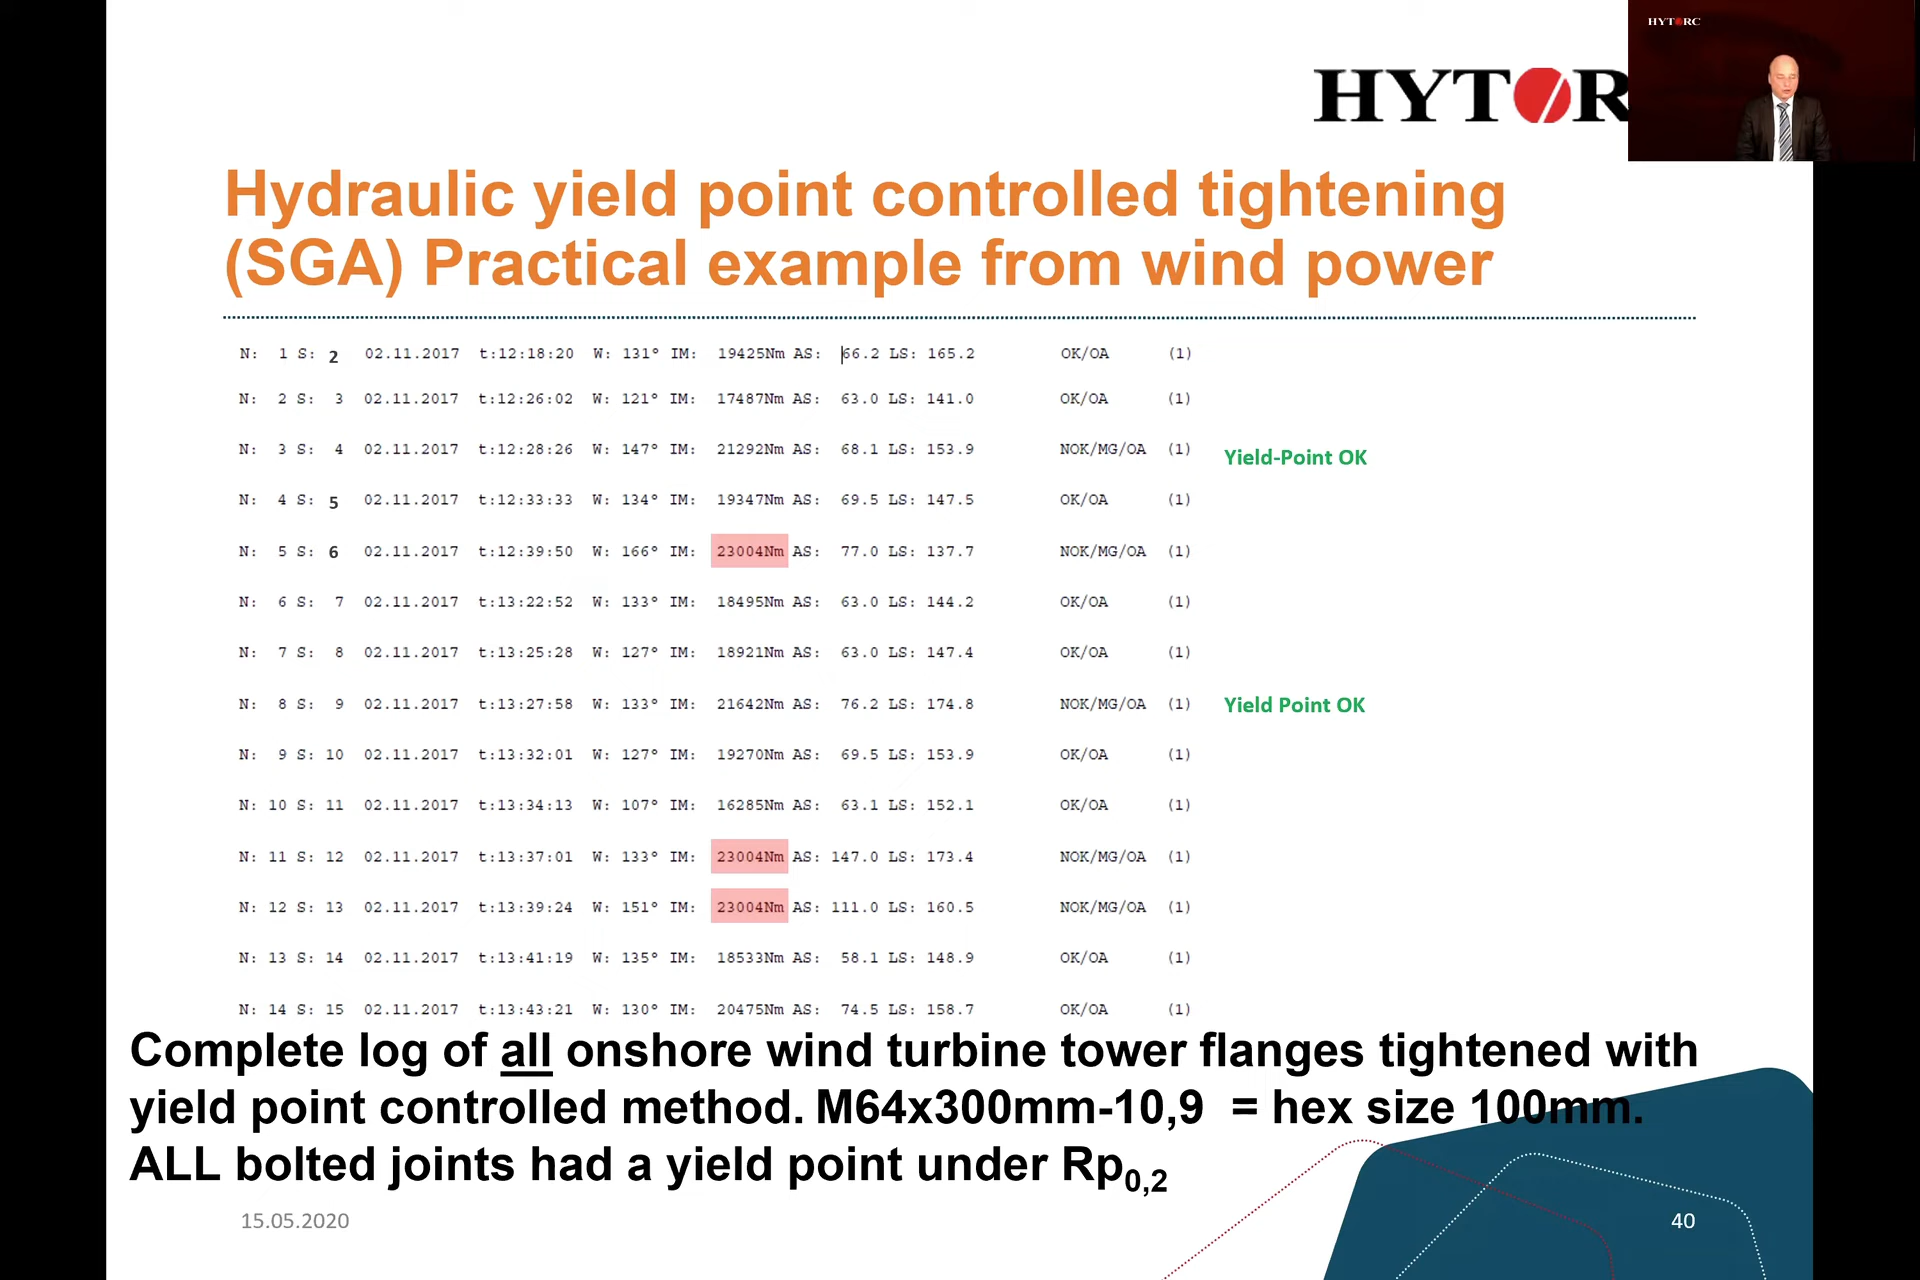 HYTORC
HYTOR
Hydraulic yield point controlled tightening
(SGA) Practical example from wind power
N: 1 S: 2 02.11.2017 t:12:18:20 W: 131° IM: 19425Nm AS: 66.2 LS: 165.2 OK/OA (1)
N: 2 S: 3 02.11.2017 t:12:26:02 W: 121° IM: 17487Nm AS: 63.0 LS: 141.0 OK/OA (1)
N: 3 S: 4 02.11.2017 t:12:28:26 W: 147° IM: 21292Nm AS: 68.1 LS: 153.9 NOK/MG/OA (1) Yield-Point OK
N: 4 S: 5 02.11.2017 t:12:33:33 W: 134° IM: 19347Nm AS: 69.5 LS: 147.5 OK/OA (1)
N: 5 S: 6 02.11.2017 t:12:39:50 W: 166° IM: 23004Nm AS: 77.0 LS: 137.7 NOK/MG/OA (1)
N: 6 S: 7 02.11.2017 t:13:22:52 W: 133° IM: 18495Nm AS: 63.0 LS: 144.2 OK/OA (1)
N: 7 S: 8 02.11.2017 t:13:25:28 W: 127° IM: 18921Nm AS: 63.0 LS: 147.4 OK/OA (1)
N: 8 S: 9 02.11.2017 t:13:27:58 W: 133° IM: 21642Nm AS: 76.2 LS: 174.8 NOK/MG/OA (1) Yield Point OK
N: 9 S: 10 02.11.2017 t:13:32:01 W: 127° IM: 19270Nm AS: 69.5 LS: 153.9 OK/OA (1)
N: 10 S: 11 02.11.2017 t:13:34:13 W: 107° IM: 16285Nm AS: 63.1 LS: 152.1 OK/OA (1)
N: 11 S: 12 02.11.2017 t:13:37:01 W: 133° IM: 23004Nm AS: 147.0 LS: 173.4 NOK/MG/OA (1)
N: 12 S: 13 02.11.2017 t:13:39:24 W: 151° IM: 23004Nm AS: 111.0 LS: 160.5 NOK/MG/OA (1)
N: 13 S: 14 02.11.2017 t:13:41:19 W: 135° IM: 18533Nm AS: 58.1 LS: 148.9 OK/OA (1)
N: 14 S: 15 02.11.2017 t:13:43:21 W: 130° IM: 20475Nm AS: 74.5 LS: 158.7 OK/OA (1)
Complete log of all onshore wind turbine tower flanges tightened with
yield point controlled method. M64x300mm-10,9 = hex size 100mm.
ALL bolted joints had a yield point under Rp0,2
15.05.2020
40